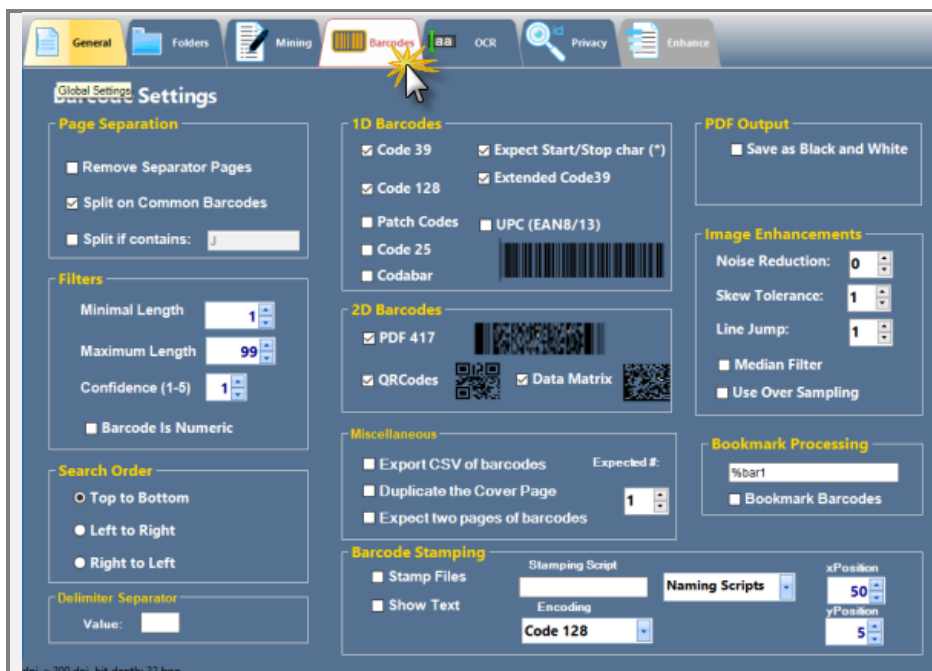 General
Folders
Mining
Barcodes
aa
OCR
id
Privacy
Enhance
Global Settings
Barcode Settings
Page Separation
Remove Separator Pages
Split on Common Barcodes
Split if contains: J
Filters
Minimal Length 1
Maximum Length 99
Confidence (1-5) 1
Barcode Is Numeric
Search Order
Top to Bottom
Left to Right
Right to Left
Delimiter Separator
Value:
1D Barcodes
Code 39
Expect Start/Stop char (*)
Code 128
Extended Code39
Patch Codes
UPC (EAN8/13)
Code 25
Codabar
2D Barcodes
PDF 417
QRCodes
Data Matrix
Miscellaneous
Export CSV of barcodes
Expected #:
Duplicate the Cover Page
1
Expect two pages of barcodes
PDF Output
Save as Black and White
Image Enhancements
Noise Reduction: 0
Skew Tolerance: 1
Line Jump: 1
Median Filter
Use Over Sampling
Bookmark Processing
%bar1
Bookmark Barcodes
Barcode Stamping
Stamp Files
Show Text
Stamping Script
Naming Scripts
Encoding
Code 128
xPosition
50
yPosition
5